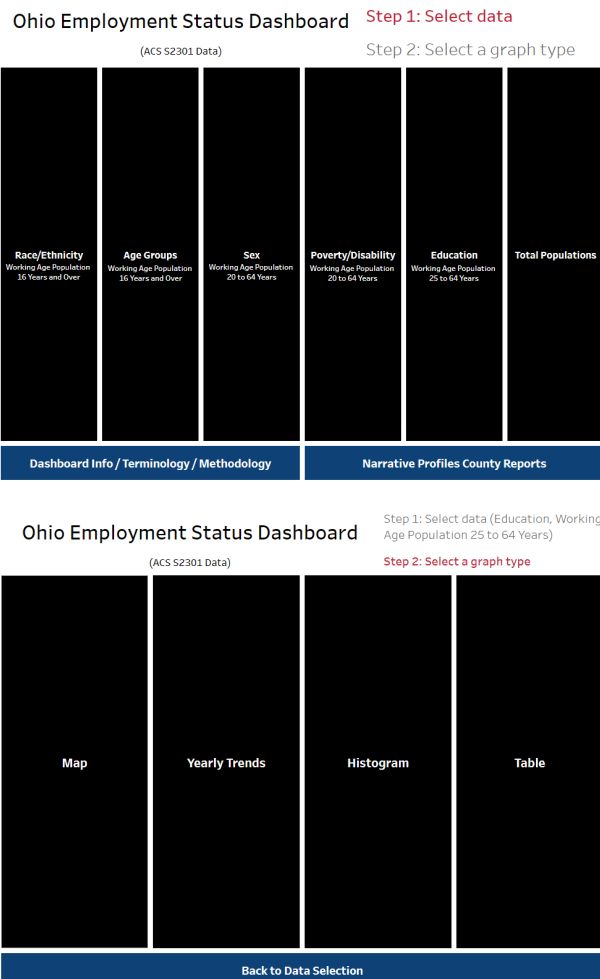 Ohio Employment Status Dashboard
(ACS S2301 Data)
Step 1: Select data
Step 2: Select a graph type
Race/Ethnicity
Working Age Population
16 Years and Over
Age Groups
Working Age Population
16 Years and Over
Sex
Working Age Population
20 to 64 Years
Poverty/Disability
Working Age Population
20 to 64 Years
Education
Working Age Population
25 to 64 Years
Total Populations
Dashboard Info / Terminology / Methodology
Narrative Profiles County Reports
Ohio Employment Status Dashboard
(ACS S2301 Data)
Step 1: Select data (Education, Working
Age Population 25 to 64 Years)
Step 2: Select a graph type
Map
Yearly Trends
Histogram
Table
Back to Data Selection